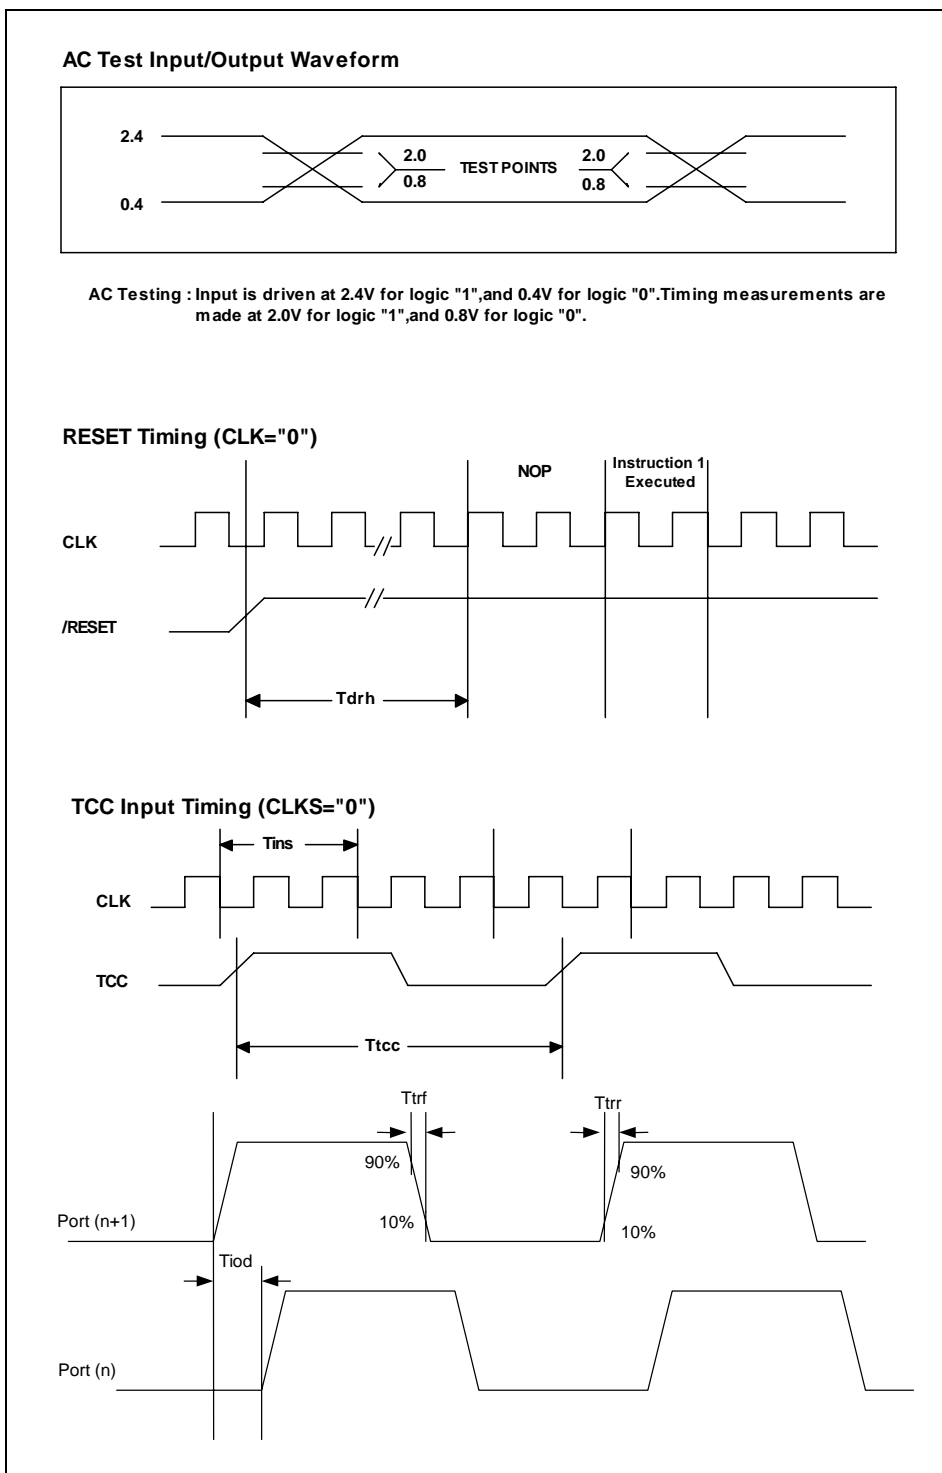 AC Test Input/Output Waveform
2.4
2.0
TEST POINTS
2.0
0.8
0.8
0.4
AC Testing : Input is driven at 2.4V for logic "1",and 0.4V for logic "0".Timing measurements are
made at 2.0V for logic "1",and 0.8V for logic "0".
RESET Timing (CLK="0")
NOP
Instruction 1
Executed
CLK
/RESET
Tdrh
TCC Input Timing (CLKS="0")
Tins
CLK
TCC
Ttcc
Ttrf
Ttrr
90%
90%
Port (n+1)
10%
10%
Tiod
Port (n)